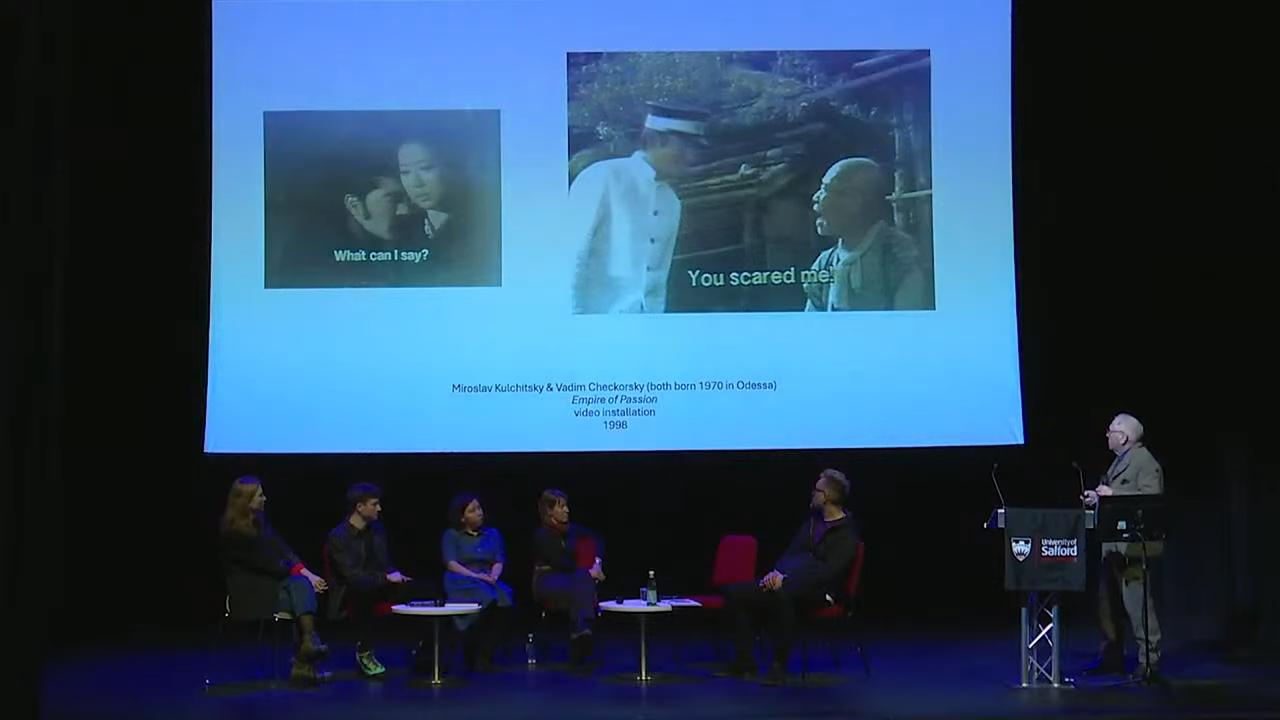 What can I say?
You scared me!
Miroslav Kulchitsky & Vadim Checkorsky (both born 1970 in Odessa)
Empire of Passion
video installation
1998
University of
Salford